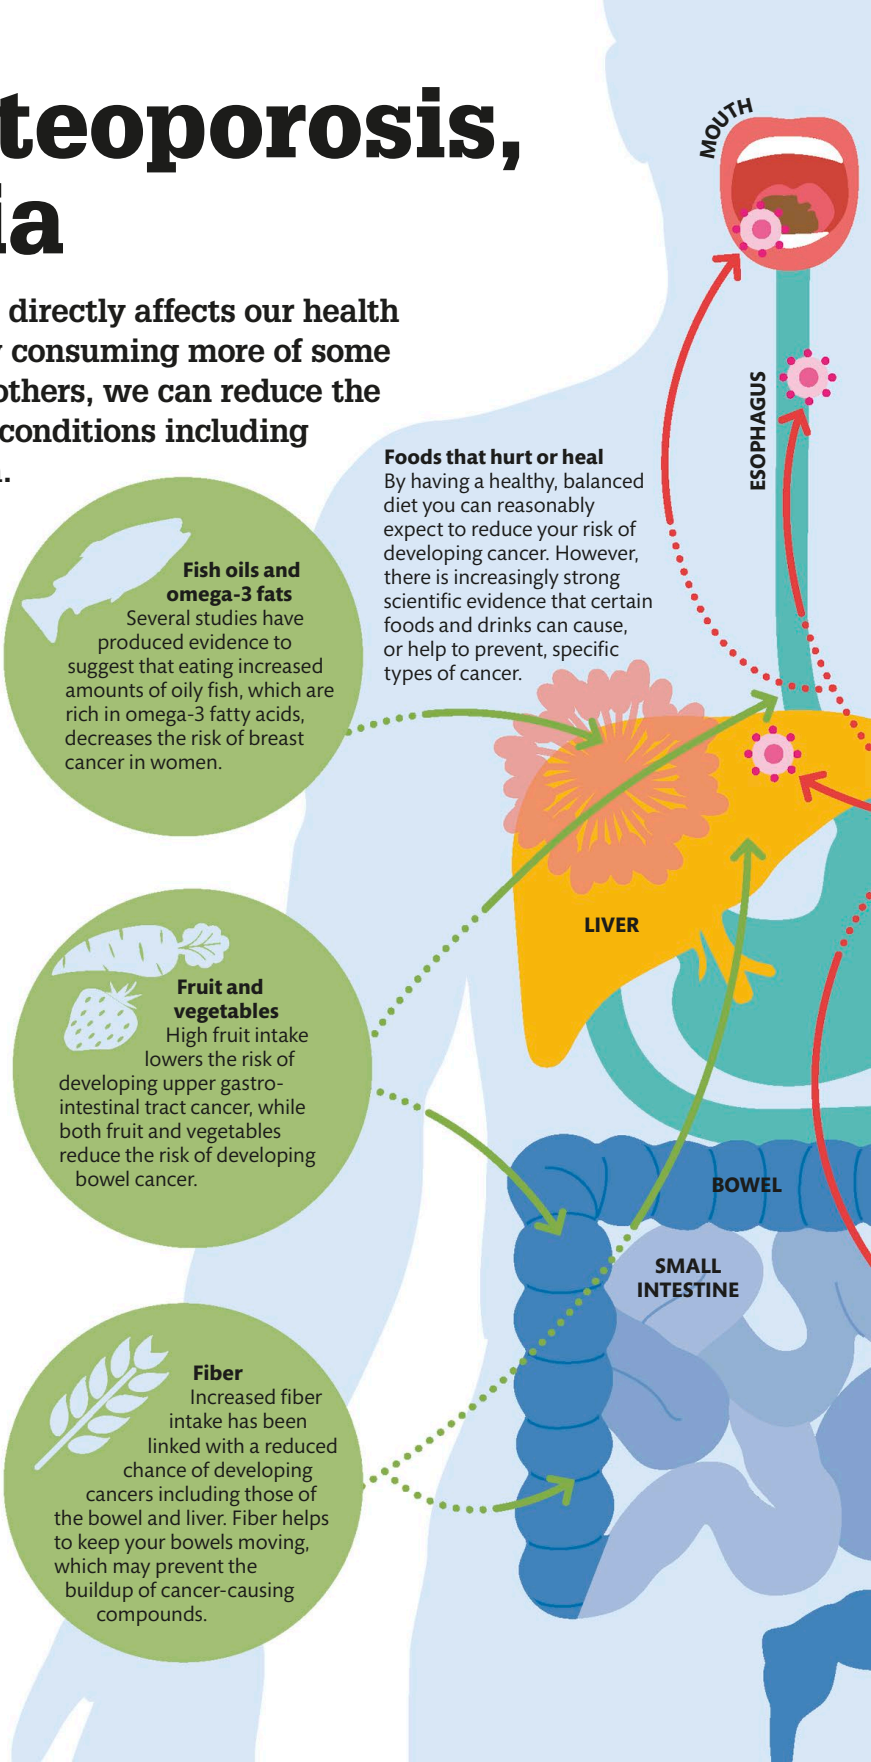 teoporosis,
ia
directly affects our health
consuming more of some
others, we can reduce the
conditions including
Foods that hurt or heal
By having a healthy, balanced
diet you can reasonably
expect to reduce your risk of
developing cancer. However,
there is increasingly strong
scientific evidence that certain
foods and drinks can cause,
or help to prevent, specific
types of cancer.
Fish oils and
omega-3 fats
Several studies have
produced evidence to
suggest that eating increased
amounts of oily fish, which are
rich in omega-3 fatty acids,
decreases the risk of breast
cancer in women.
Fruit and
vegetables
High fruit intake
lowers the risk of
developing upper gastro-
intestinal tract cancer, while
both fruit and vegetables
reduce the risk of developing
bowel cancer.
Fiber
Increased fiber
intake has been
linked with a reduced
chance of developing
cancers including those of
the bowel and liver. Fiber helps
to keep your bowels moving,
which may prevent the
buildup of cancer-causing
compounds.
MOUTH
ESOPHAGUS
LIVER
BOWEL
SMALL
INTESTINE